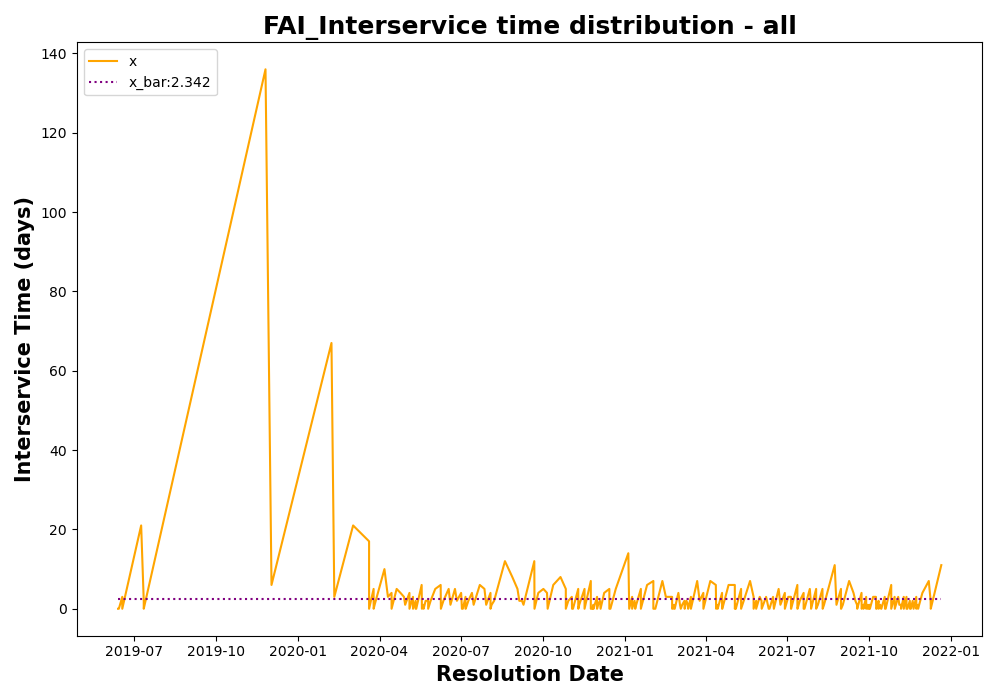 FAI_Interservice time distribution - all
x
x_bar:2.342
Interservice Time (days)
140
120
100
80
60
40
20
0
2019-07 2019-10 2020-01 2020-04 2020-07 2020-10 2021-01 2021-04 2021-07 2021-10 2022-01
Resolution Date